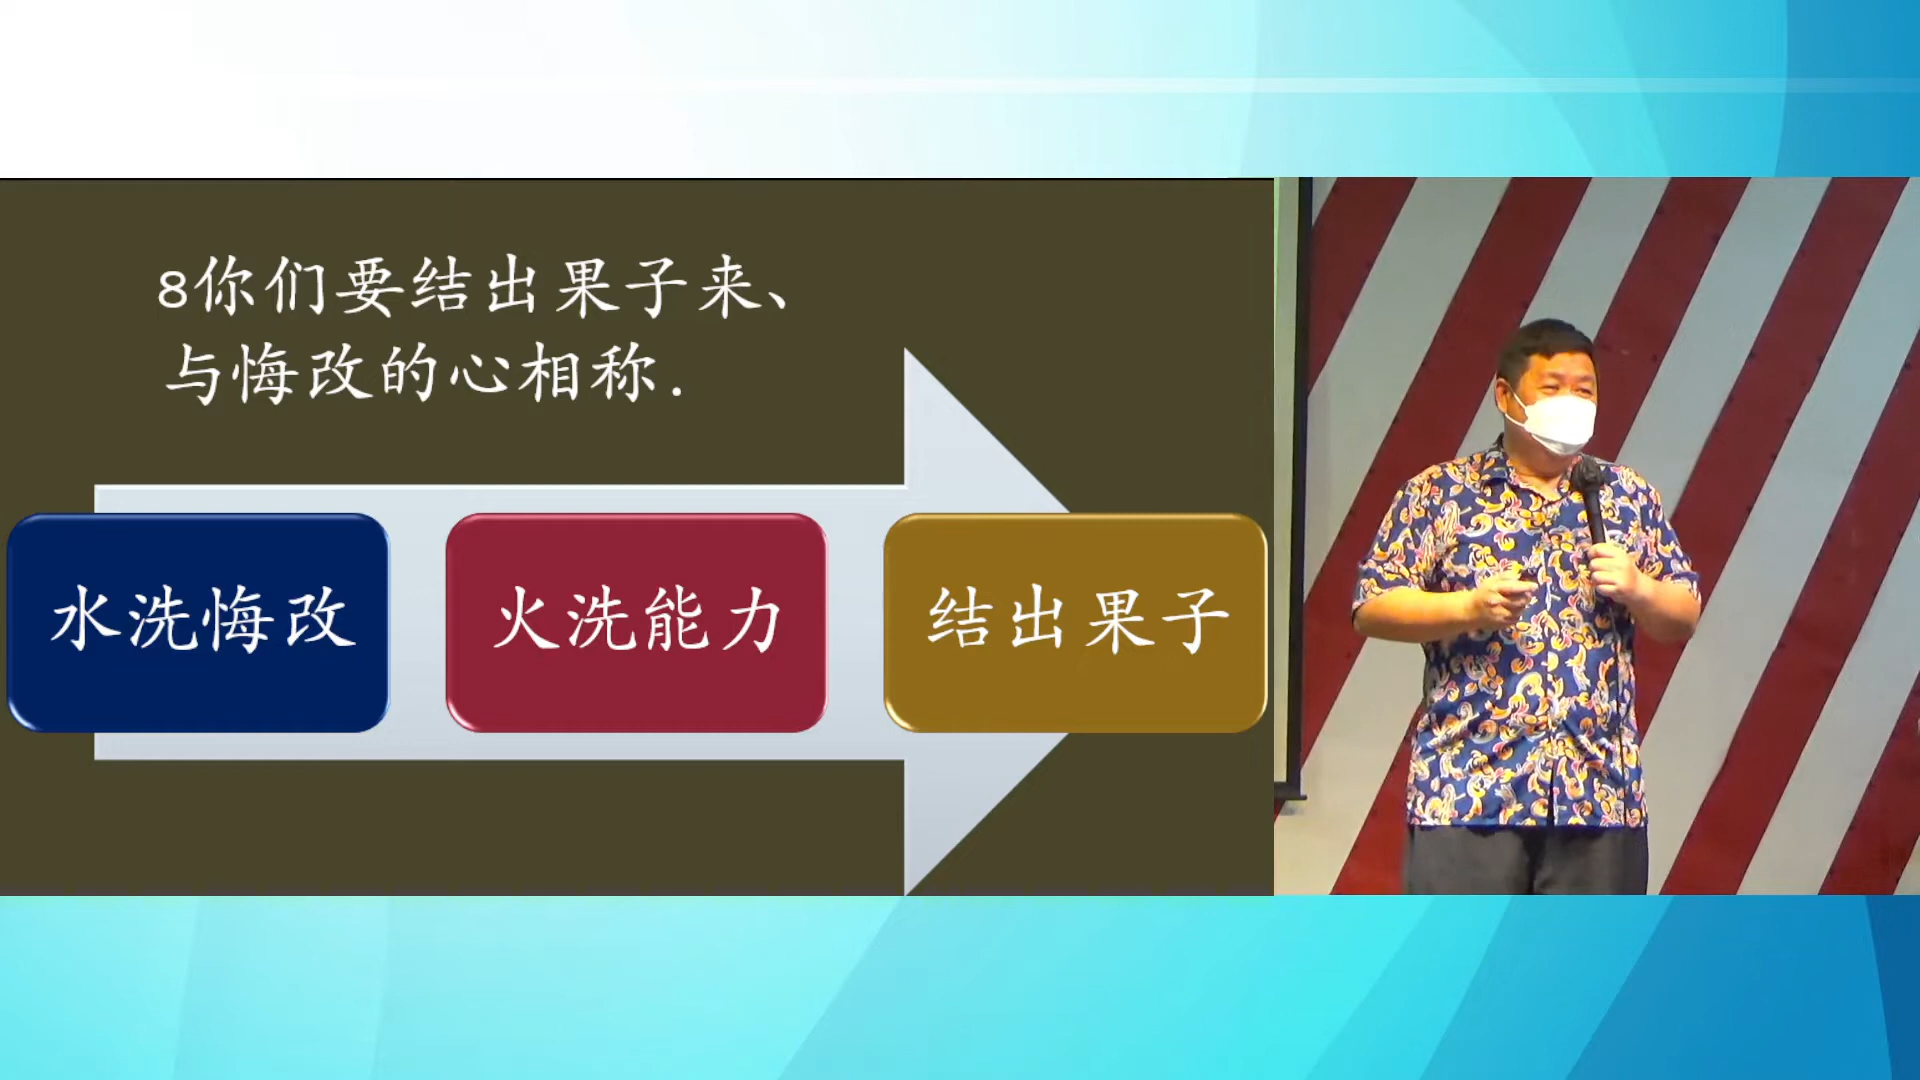 8你们要结出果子来、
与悔改的心相称.
水洗悔改
火洗能力
结出果子